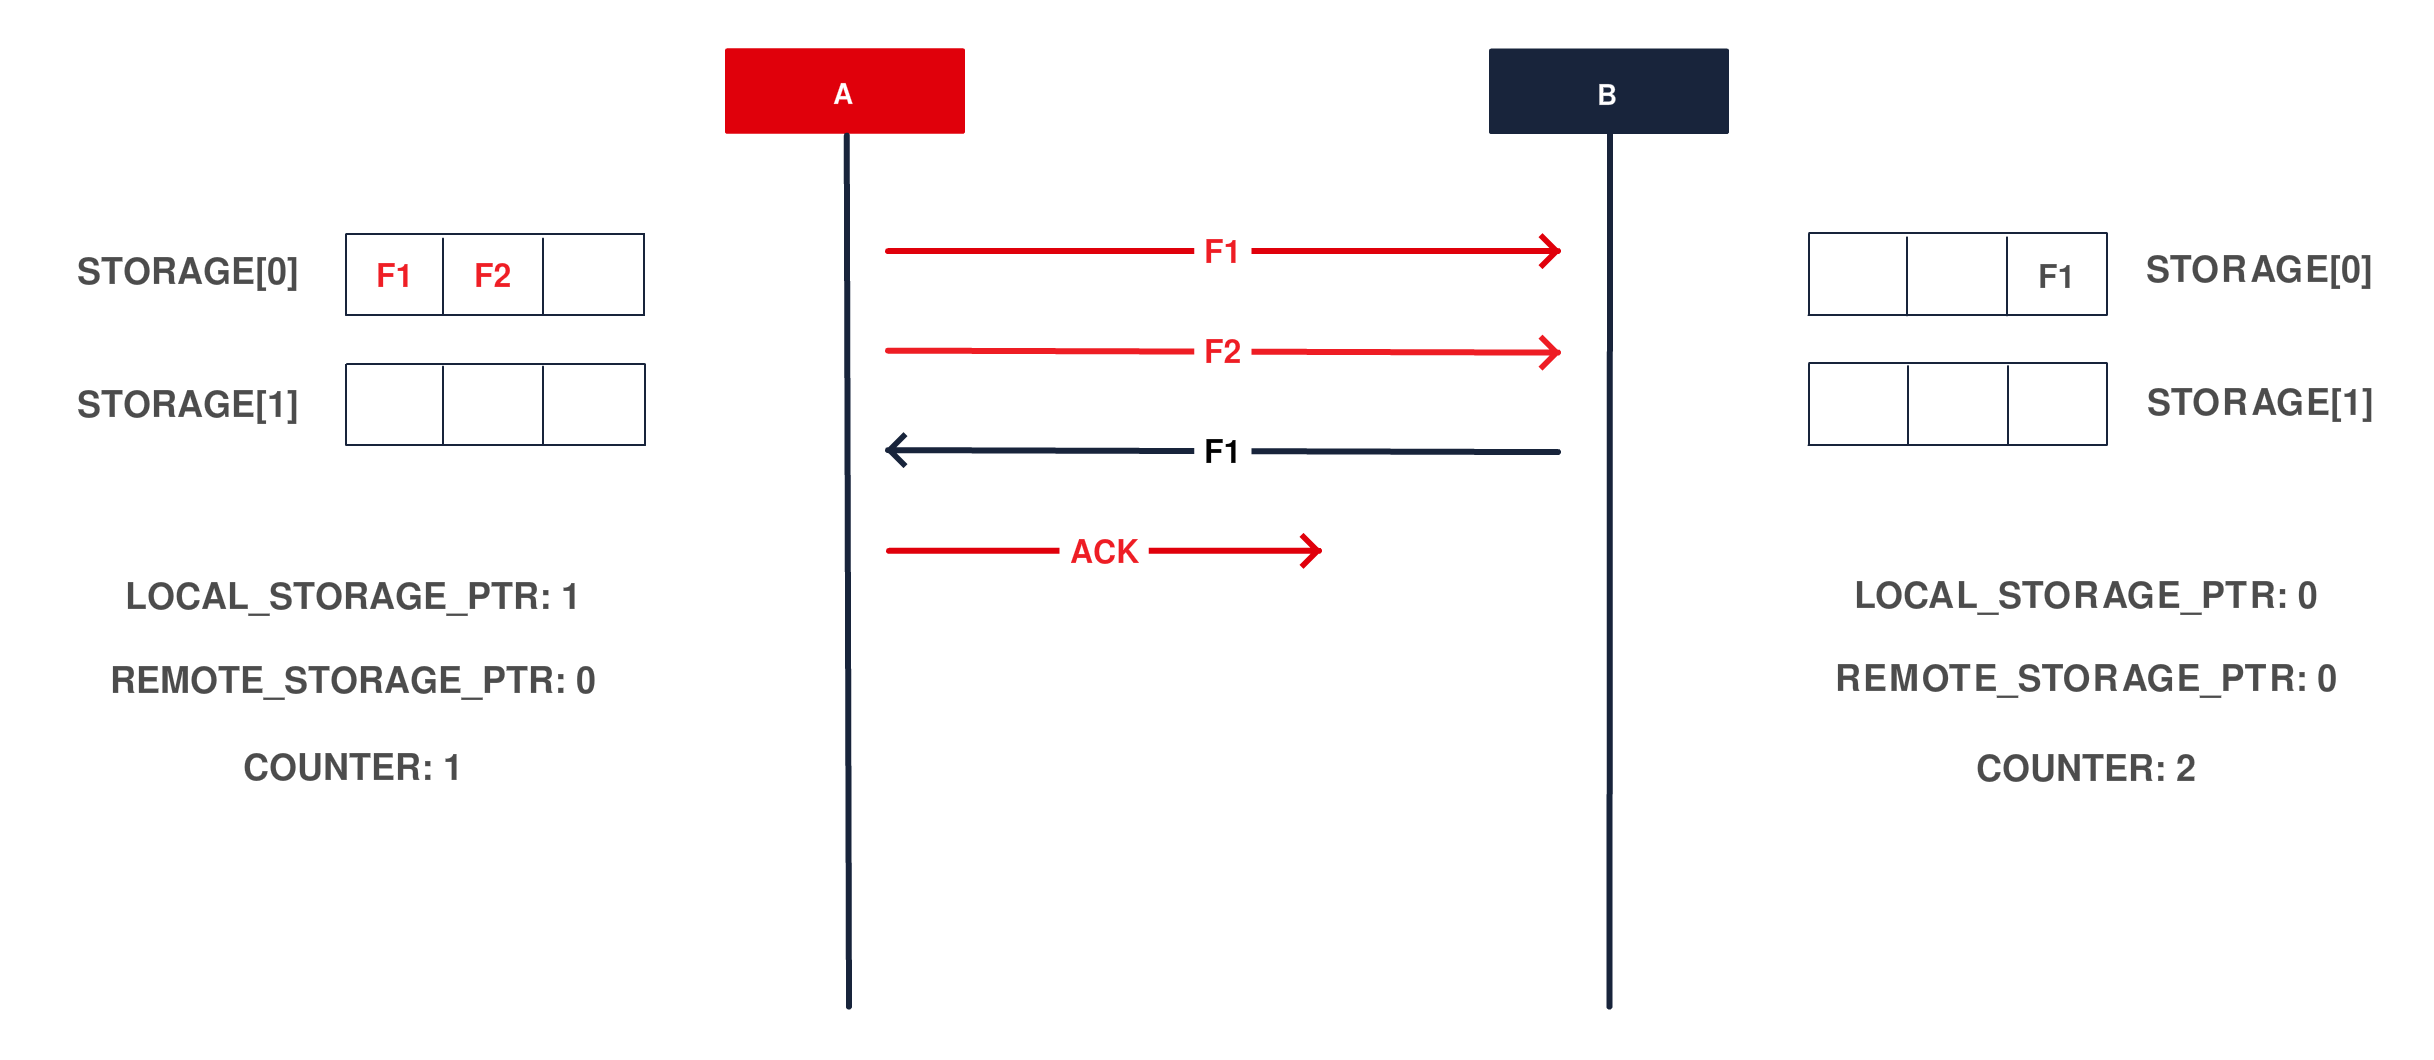 A
B
STORAGE[0]
F1 F2
F1
F1
STORAGE[0]
F2
STORAGE[1]
STORAGE[1]
F1
ACK
LOCAL_STORAGE_PTR: 1
LOCAL_STORAGE_PTR: 0
REMOTE_STORAGE_PTR: 0
REMOTE_STORAGE_PTR: 0
COUNTER: 1
COUNTER: 2